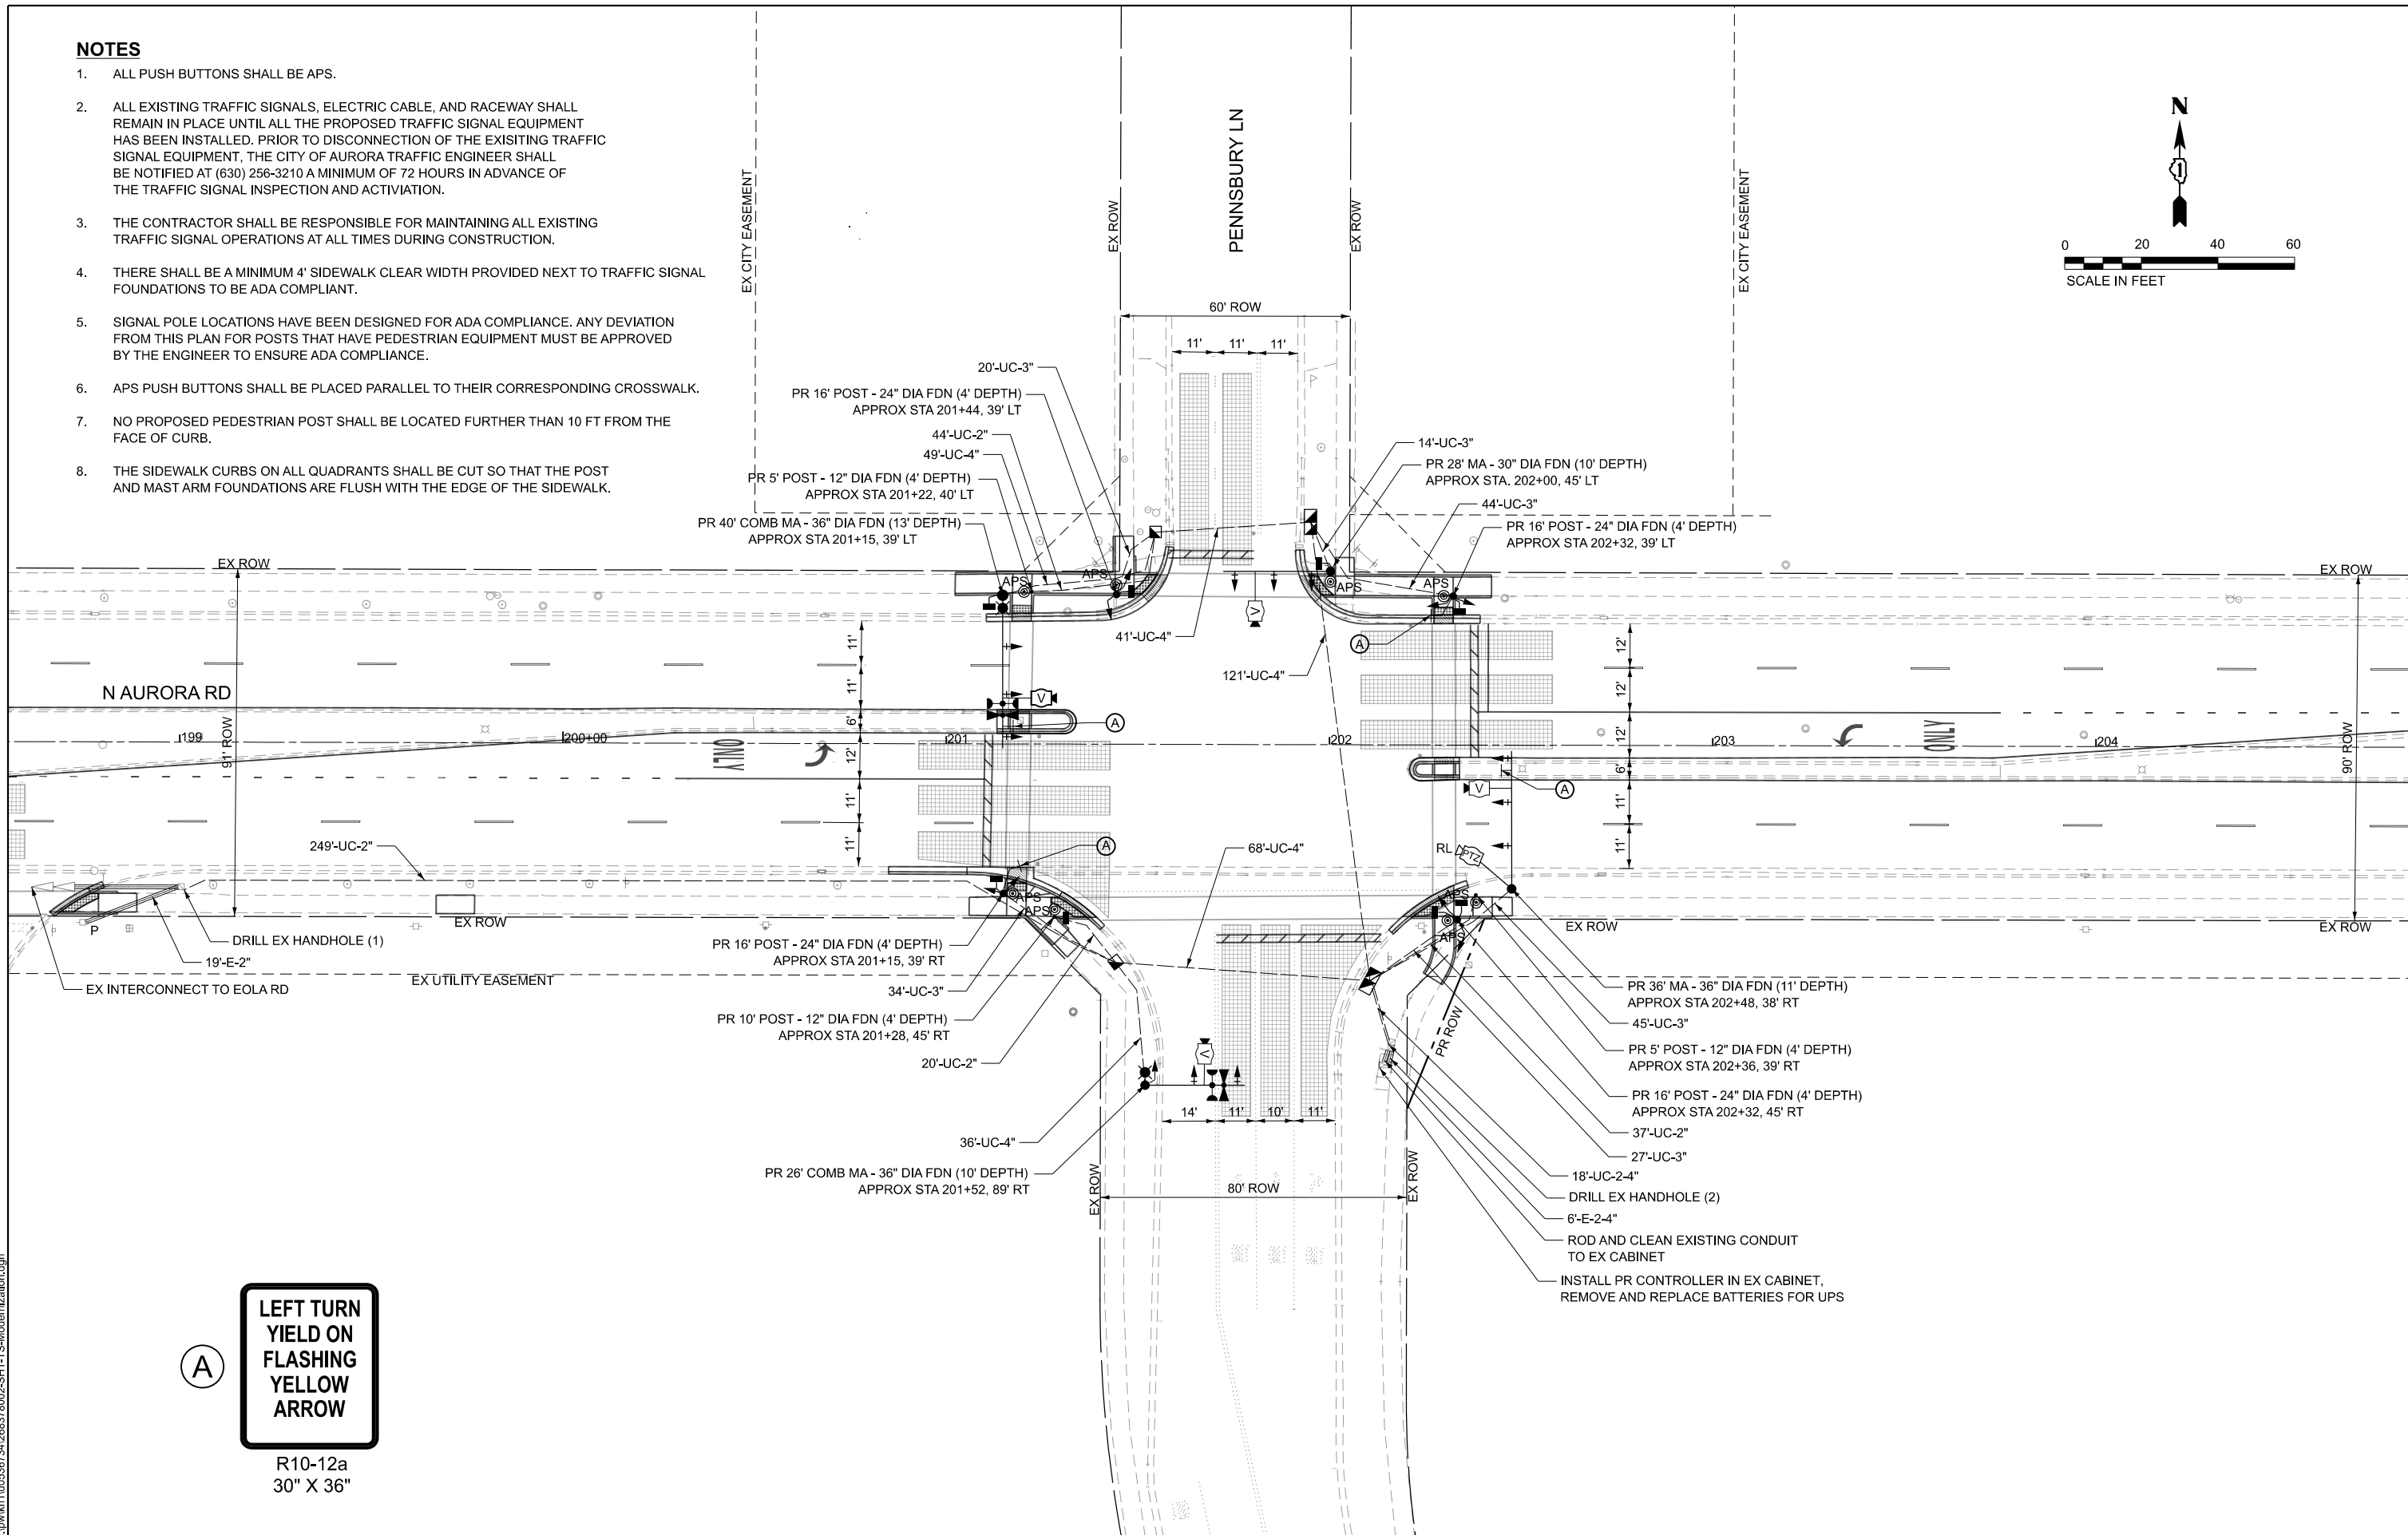 NOTES
1. ALL PUSH BUTTONS SHALL BE APS.
2. ALL EXISTING TRAFFIC SIGNALS, ELECTRIC CABLE, AND RACEWAY SHALL
REMAIN IN PLACE UNTIL ALL THE PROPOSED TRAFFIC SIGNAL EQUIPMENT
HAS BEEN INSTALLED. PRIOR TO DISCONNECTION OF THE EXISITING TRAFFIC
SIGNAL EQUIPMENT, THE CITY OF AURORA TRAFFIC ENGINEER SHALL
BE NOTIFIED AT (630) 256-3210 A MINIMUM OF 72 HOURS IN ADVANCE OF
THE TRAFFIC SIGNAL INSPECTION AND ACTIVIATION.
3. THE CONTRACTOR SHALL BE RESPONSIBLE FOR MAINTAINING ALL EXISTING
TRAFFIC SIGNAL OPERATIONS AT ALL TIMES DURING CONSTRUCTION.
4. THERE SHALL BE A MINIMUM 4' SIDEWALK CLEAR WIDTH PROVIDED NEXT TO TRAFFIC SIGNAL
FOUNDATIONS TO BE ADA COMPLIANT.
5. SIGNAL POLE LOCATIONS HAVE BEEN DESIGNED FOR ADA COMPLIANCE. ANY DEVIATION
FROM THIS PLAN FOR POSTS THAT HAVE PEDESTRIAN EQUIPMENT MUST BE APPROVED
BY THE ENGINEER TO ENSURE ADA COMPLIANCE.
6. APS PUSH BUTTONS SHALL BE PLACED PARALLEL TO THEIR CORRESPONDING CROSSWALK.
7. NO PROPOSED PEDESTRIAN POST SHALL BE LOCATED FURTHER THAN 10 FT FROM THE
FACE OF CURB.
8. THE SIDEWALK CURBS ON ALL QUADRANTS SHALL BE CUT SO THAT THE POST
AND MAST ARM FOUNDATIONS ARE FLUSH WITH THE EDGE OF THE SIDEWALK.
EX CITY EASEMENT
EX ROW
PENNSBURY LN
EX ROW
EX CITY EASEMENT
N
0 20 40 60
SCALE IN FEET
60' ROW
11' 11' 11'
20'-UC-3"
PR 16' POST - 24" DIA FDN (4' DEPTH)
APPROX STA 201+44, 39' LT
44'-UC-2"
49'-UC-4"
PR 5' POST - 12" DIA FDN (4' DEPTH)
APPROX STA 201+22, 40' LT
PR 40' COMB MA - 36" DIA FDN (13' DEPTH)
APPROX STA 201+15, 39' LT
14'-UC-3"
PR 28' MA - 30" DIA FDN (10' DEPTH)
APPROX STA. 202+00, 45' LT
44'-UC-3"
PR 16' POST - 24" DIA FDN (4' DEPTH)
APPROX STA 202+32, 39' LT
EX ROW
EX ROW
APS
APS
APS
APS
V
41'-UC-4"
121'-UC-4"
A
11'
11'
6'
12'
11'
11'
12'
12'
12'
6'
11'
11'
N AURORA RD
91' ROW
90' ROW
V
A
199
200+00
201
202
203
204
ONLY
ONLY
V
A
249'-UC-2"
A
68'-UC-4"
RL
PTZ
APS
APS
APS
APS
P
EX ROW
EX ROW
EX ROW
DRILL EX HANDHOLE (1)
19'-E-2"
EX INTERCONNECT TO EOLA RD
EX UTILITY EASEMENT
PR 16' POST - 24" DIA FDN (4' DEPTH)
APPROX STA 201+15, 39' RT
34'-UC-3"
PR 10' POST - 12" DIA FDN (4' DEPTH)
APPROX STA 201+28, 45' RT
20'-UC-2"
36'-UC-4"
PR 26' COMB MA - 36" DIA FDN (10' DEPTH)
APPROX STA 201+52, 89' RT
V
14' 11' 10' 11'
EX ROW
80' ROW
EX ROW
PR ROW
PR 36' MA - 36" DIA FDN (11' DEPTH)
APPROX STA 202+48, 38' RT
45'-UC-3"
PR 5' POST - 12" DIA FDN (4' DEPTH)
APPROX STA 202+36, 39' RT
PR 16' POST - 24" DIA FDN (4' DEPTH)
APPROX STA 202+32, 45' RT
37'-UC-2"
27'-UC-3"
18'-UC-2-4"
DRILL EX HANDHOLE (2)
6'-E-2-4"
ROD AND CLEAN EXISTING CONDUIT
TO EX CABINET
INSTALL PR CONTROLLER IN EX CABINET,
REMOVE AND REPLACE BATTERIES FOR UPS
A
LEFT TURN
YIELD ON
FLASHING
YELLOW
ARROW
R10-12a
30" X 36"